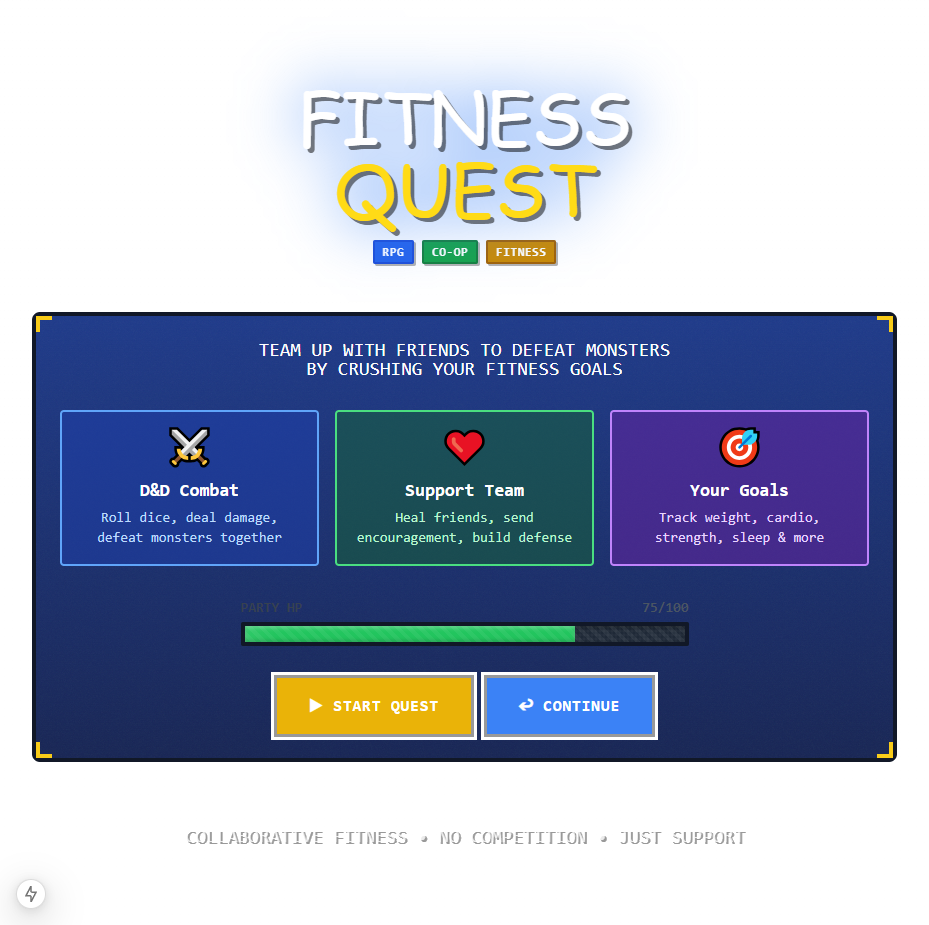 FITNESS
QUEST
RPG CO-OP FITNESS
TEAM UP WITH FRIENDS TO DEFEAT MONSTERS
BY CRUSHING YOUR FITNESS GOALS
D&D Combat
Roll dice, deal damage,
defeat monsters together
Support Team
Heal friends, send
encouragement, build defense
Your Goals
Track weight, cardio,
strength, sleep & more
PARTY HP 75/100
▶ START QUEST
↩ CONTINUE
COLLABORATIVE FITNESS • NO COMPETITION • JUST SUPPORT